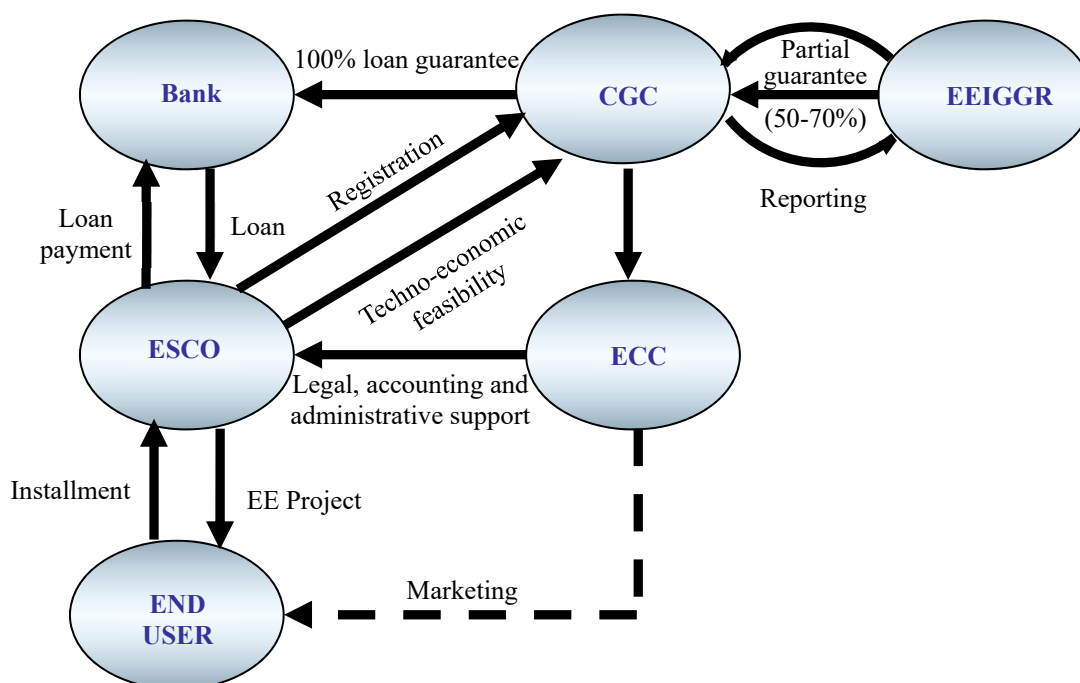 Bank
100% loan guarantee
CGC
Partial
guarantee
(50-70%)
EEIGGR
Reporting
Registration
Techno-economic
feasibility
Loan
payment
Loan
ESCO
Legal, accounting and
administrative support
ECC
Installment
EE Project
Marketing
END
USER